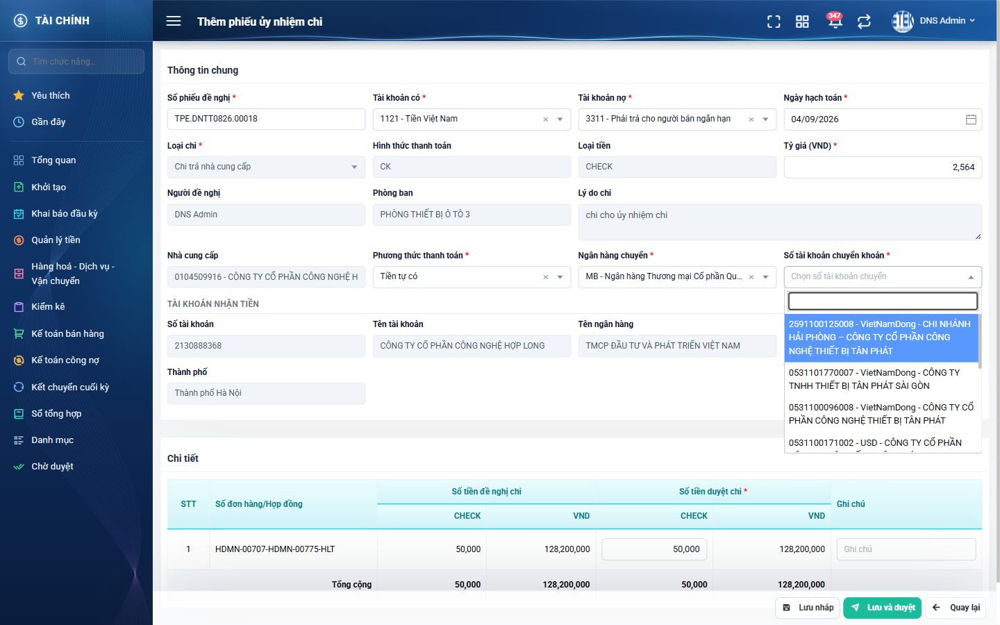 TÀI CHÍNH
Tìm chức năng...
Yêu thích
Gần đây
Tổng quan
Khởi tạo
Khai báo đầu kỳ
Quản lý tiền
Hàng hoá - Dịch vụ -
Vận chuyển
Kiểm kê
Kế toán bán hàng
Kế toán công nợ
Kết chuyển cuối kỳ
Sổ tổng hợp
Danh mục
Chờ duyệt
Thêm phiếu ủy nhiệm chi
347
DNS Admin
Thông tin chung
Số phiếu đề nghị *
Tài khoản có *
Tài khoản nợ *
Ngày hạch toán *
TPE.DNTT0826.00018
1121 - Tiền Việt Nam
3311 - Phải trả cho người bán ngắn hạn
04/09/2026
Loại chi *
Hình thức thanh toán
Loại tiền
Tỷ giá (VND) *
Chi trả nhà cung cấp
CK
CHECK
2,564
Người đề nghị
Phòng ban
Lý do chi
DNS Admin
PHÒNG THIẾT BỊ Ô TÔ 3
chi cho ủy nhiệm chi
Nhà cung cấp
Phương thức thanh toán *
Ngân hàng chuyển *
Số tài khoản chuyển khoản *
0104509916 - CÔNG TY CỔ PHẦN CÔNG NGHỆ H
Tiền tự có
MB - Ngân hàng Thương mại Cổ phần Qu...
Chọn số tài khoản chuyển
TÀI KHOẢN NHẬN TIỀN
Số tài khoản
Tên tài khoản
Tên ngân hàng
2130888368
CÔNG TY CỔ PHẦN CÔNG NGHỆ HỢP LONG
TMCP ĐẦU TƯ VÀ PHÁT TRIỂN VIỆT NAM
Thành phố
Thành phố Hà Nội
2591100125008 - VietNamDong - CHI NHÁNH
HẢI PHÒNG – CÔNG TY CỔ PHẦN CÔNG
NGHỆ THIẾT BỊ TÂN PHÁT
0531101770007 - VietNamDong - CÔNG TY
TNHH THIẾT BỊ TÂN PHÁT SÀI GÒN
0531100096008 - VietNamDong - CÔNG TY CỔ
PHẦN CÔNG NGHỆ THIẾT BỊ TÂN PHÁT
0531100171002 - USD - CÔNG TY CỔ PHẦN
Chi tiết
STT
Số đơn hàng/Hợp đồng
Số tiền đề nghị chi
Số tiền duyệt chi *
Ghi chú
CHECK
VND
CHECK
VND
1
HDMN-00707-HDMN-00775-HLT
50,000
128,200,000
50,000
128,200,000
Ghi chú
Tổng cộng
50,000
128,200,000
50,000
128,200,000
Lưu nháp
Lưu và duyệt
Quay lại